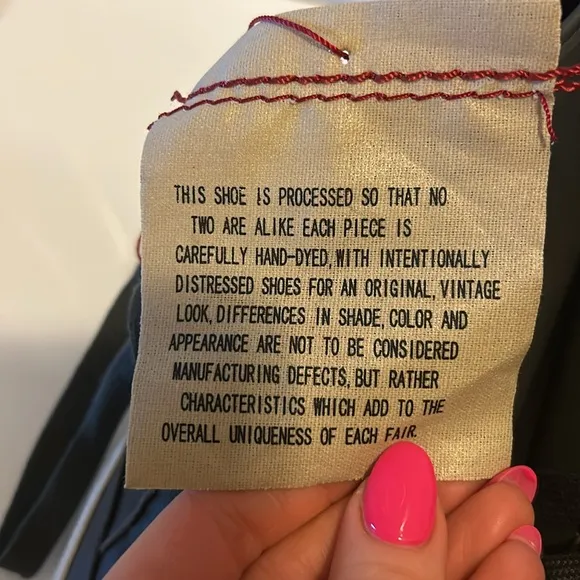 THIS SHOE IS PROCESSED SO THAT NO
TWO ARE ALIKE EACH PIECE IS
CAREFULLY HAND-DYED, WITH INTENTIONALLY
DISTRESSED SHOES FOR AN ORIGINAL, VINTAGE
LOOK, DIFFERENCES IN SHADE, COLOR AND
APPEARANCE ARE NOT TO BE CONSIDERED
MANUFACTURING DEFECTS, BUT RATHER
CHARACTERISTICS WHICH ADD TO THE
OVERALL UNIQUENESS OF EACH FAIR.